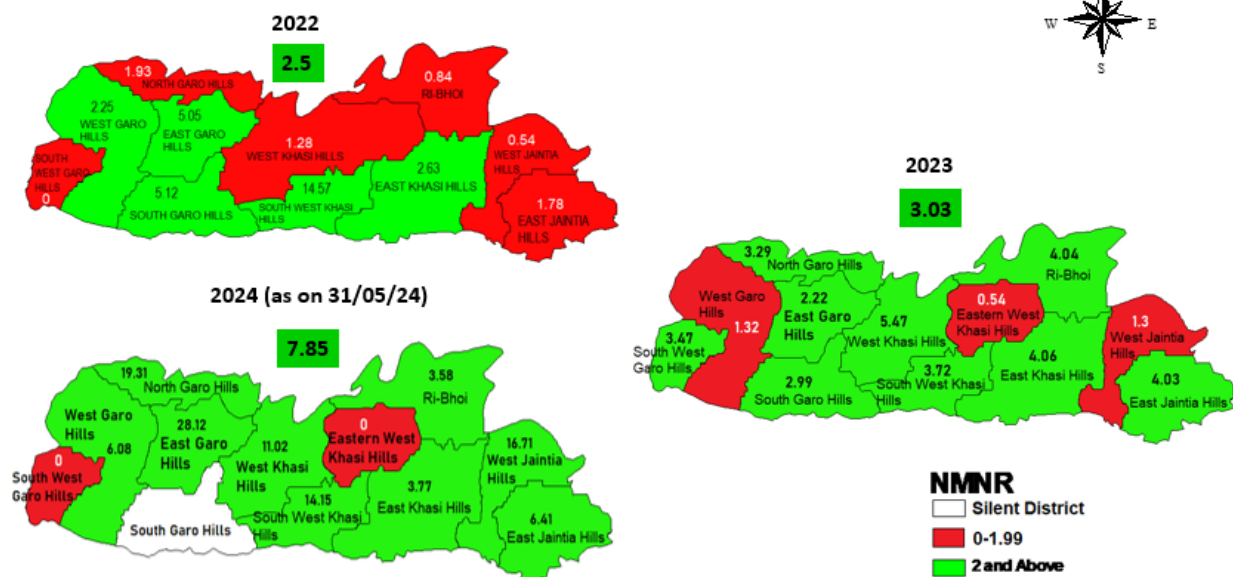 2022
2.5
1.93
NORTH GARO HILLS
0.84
RI-BHOI
2.25
WEST GARO
HILLS
5.05
EAST GARO
HILLS
1.28
WEST KHASI HILLS
0.54
WEST JAINTIA
HILLS
SOUTH
WEST GARO
HILLS
0
5.12
SOUTH GARO HILLS
14.57
SOUTH WEST KHASI
HILLS
2.63
EAST KHASI HILLS
1.78
EAST JAINTIA
HILLS
W
E
S
2023
3.03
3.29
North Garo Hills
4.04
Ri-Bhoi
West Garo
Hills
1.32
2.22
East Garo
Hills
5.47
West Khasi Hills
0.54
Eastern West
Khasi Hills
1.3
West Jaintia
Hills
3.47
South West
Garo Hills
2.99
South Garo Hills
3.72
South West Khasi
Hills
4.06
East Khasi Hills
4.03
East Jaintia Hills
2024 (as on 31/05/24)
7.85
19.31
North Garo Hills
3.58
Ri-Bhoi
West Garo
Hills
6.08
28.12
East Garo
Hills
11.02
West Khasi
Hills
0
Eastern West
Khasi Hills
16.71
West Jaintia
Hills
0
South West
Garo Hills
South Garo Hills
14.15
South West Khasi
Hills
3.77
East Khasi Hills
6.41
East Jaintia Hills
NMNR
Silent District
0-1.99
2 and Above